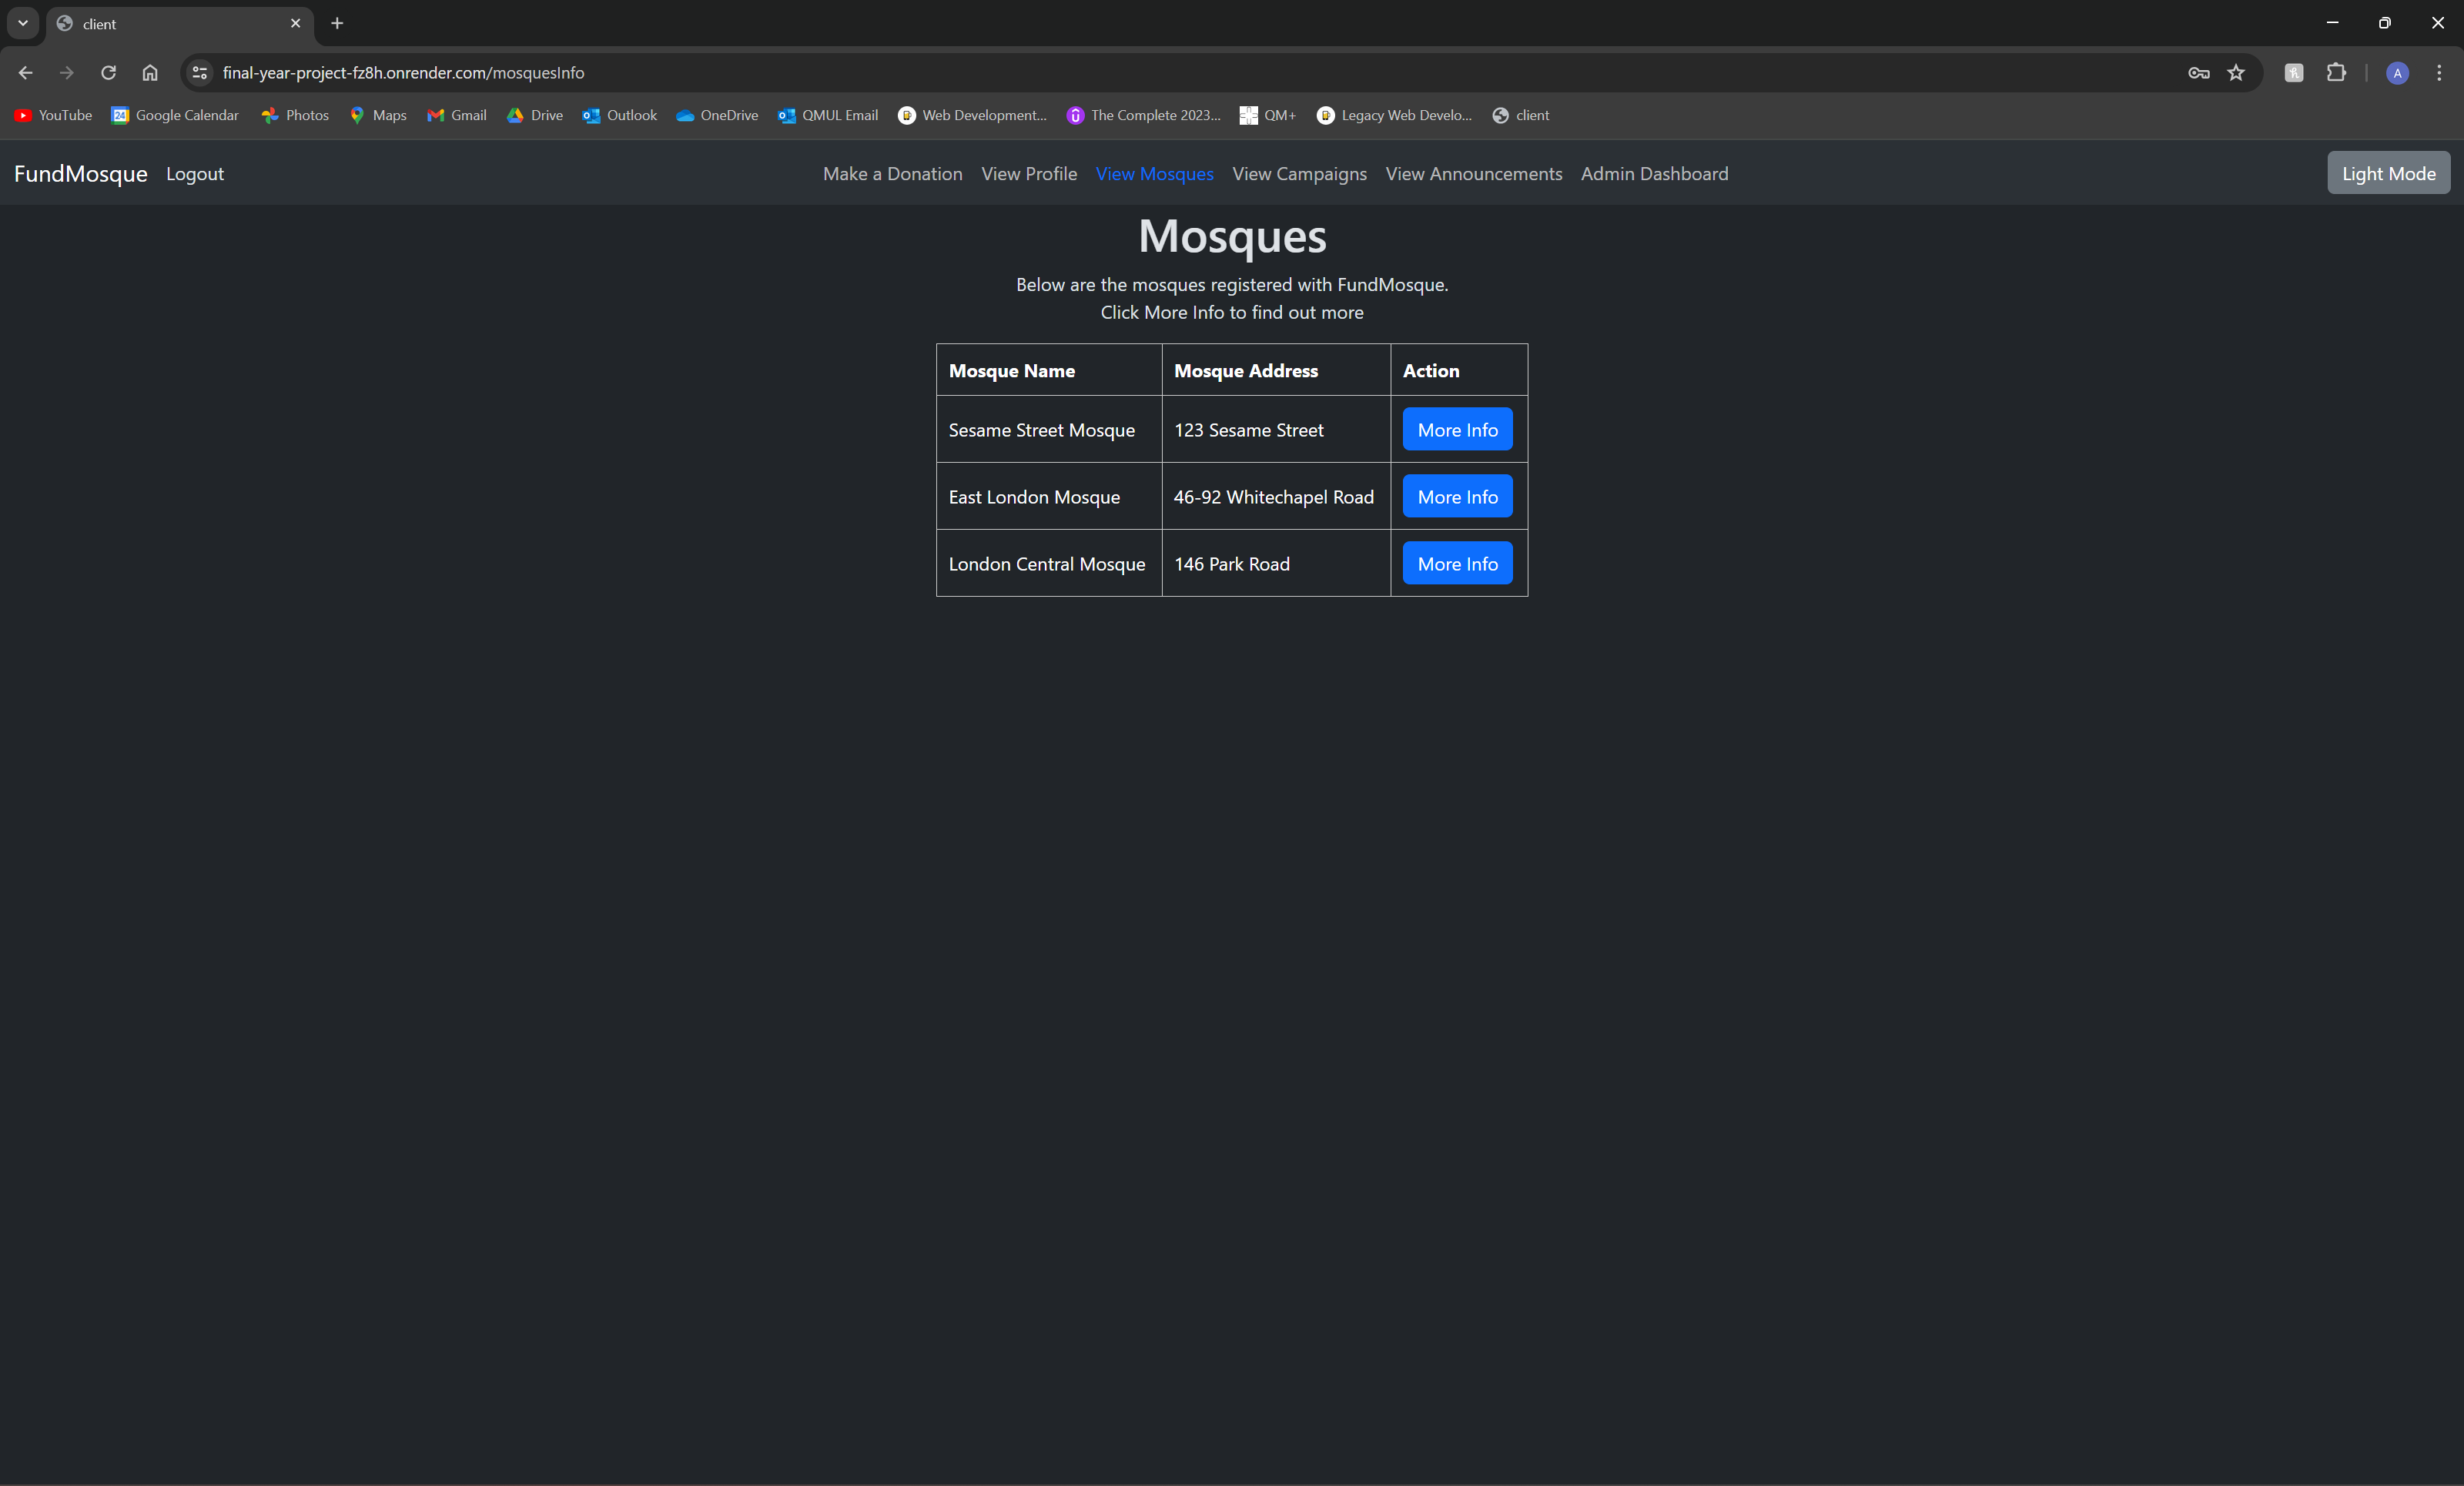 client
final-year-project-fz8h.onrender.com/mosquesInfo
A
YouTube 24 Google Calendar Photos Maps Gmail Drive Outlook OneDrive QMUL Email Web Development... The Complete 2023... QM+ Legacy Web Develo... client
FundMosque Logout Make a Donation View Profile View Mosques View Campaigns View Announcements Admin Dashboard Light Mode
Mosques
Below are the mosques registered with FundMosque.
Click More Info to find out more
Mosque Name Mosque Address Action
Sesame Street Mosque 123 Sesame Street More Info
East London Mosque 46-92 Whitechapel Road More Info
London Central Mosque 146 Park Road More Info